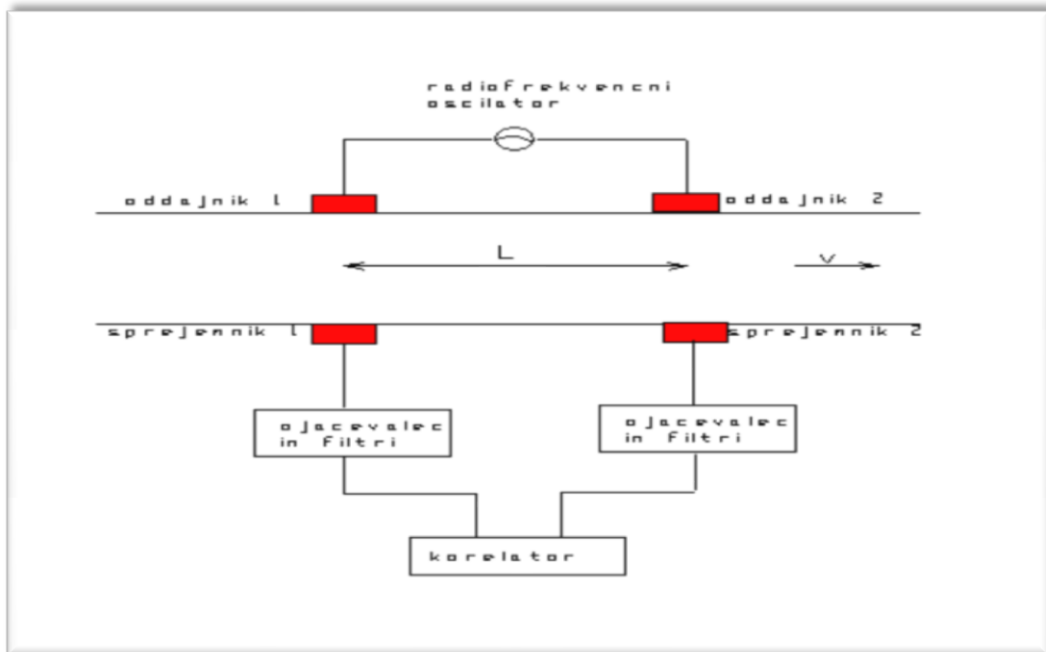 radiofrekvencni
oscilator
oddajnik 1
oddajnik 2
L
v
sprejemnik 1
sprejemnik 2
ojacevalec
in filtri
ojacevalec
in filtri
korelator